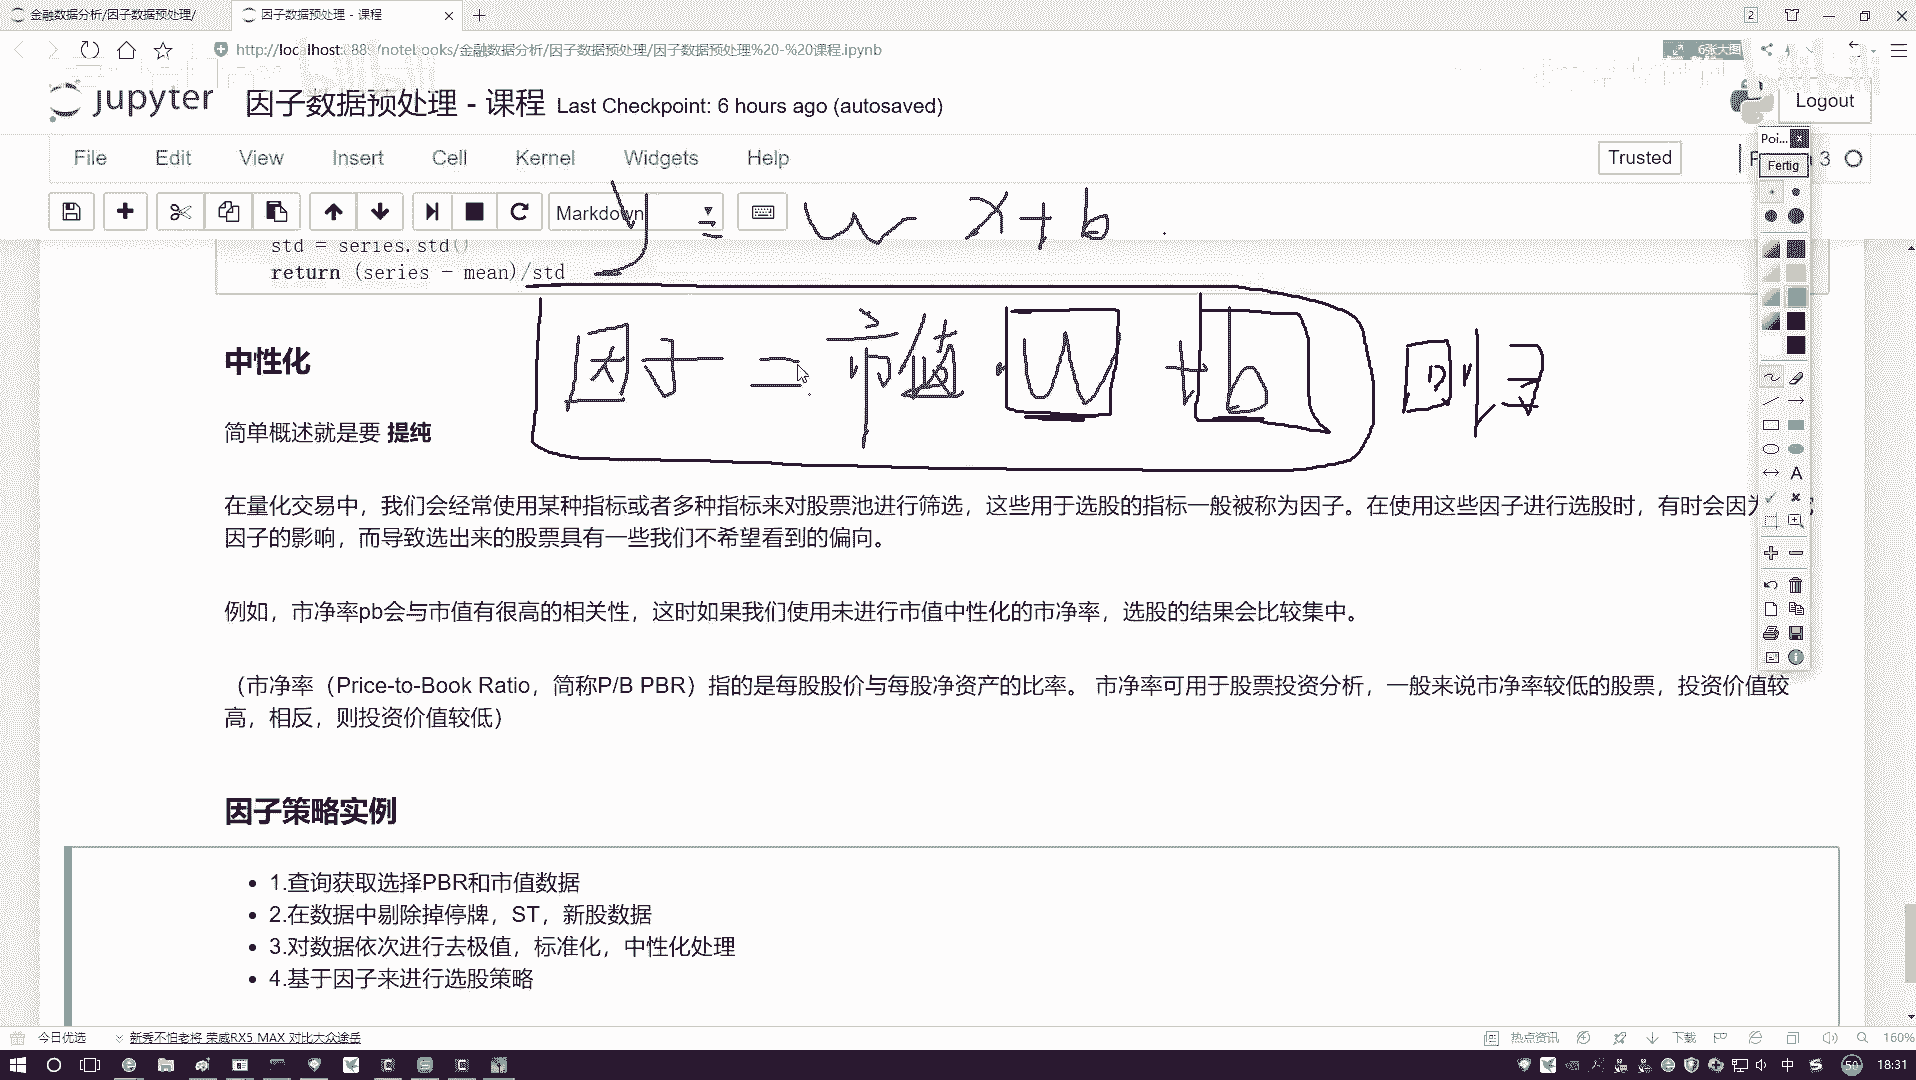 金融数据分析/因子数据预处理/
因子数据预处理 - 课程
2
/notebooks/金融数据分析/因子数据预处理/因子数据预处理%20-%20课程.ipynb
6张大图
jupyter
因子数据预处理 - 课程 Last Checkpoint: 6 hours ago (autosaved)
Logout
File Edit View Insert Cell Kernel Widgets Help
Trusted
3
Poi...
Fertig
Markdown
y = w x + b
std = series.std()
return (series - mean)/std
因子 = 市值 · W + b
中性化
简单概述就是要 提纯
在量化交易中，我们会经常使用某种指标或者多种指标来对股票池进行筛选，这些用于选股的指标一般被称为因子。在使用这些因子进行选股时，有时会因为
因子的影响，而导致选出来的股票具有一些我们不希望看到的偏向。
例如，市净率pb会与市值有很高的相关性，这时如果我们使用未进行市值中性化的市净率，选股的结果会比较集中。
（市净率（Price-to-Book Ratio，简称P/B PBR）指的是每股股价与每股净资产的比率。 市净率可用于股票投资分析，一般来说市净率较低的股票，投资价值较
高，相反，则投资价值较低）
因子策略实例
1.查询获取选择PBR和市值数据
2.在数据中剔除掉停牌，ST，新股数据
3.对数据依次进行去极值，标准化，中性化处理
4.基于因子来进行选股策略
今日优选
新秀不怕老将 荣威RX5 MAX 对比大众途岳
热点资讯
下载
160%
中
50
18:31